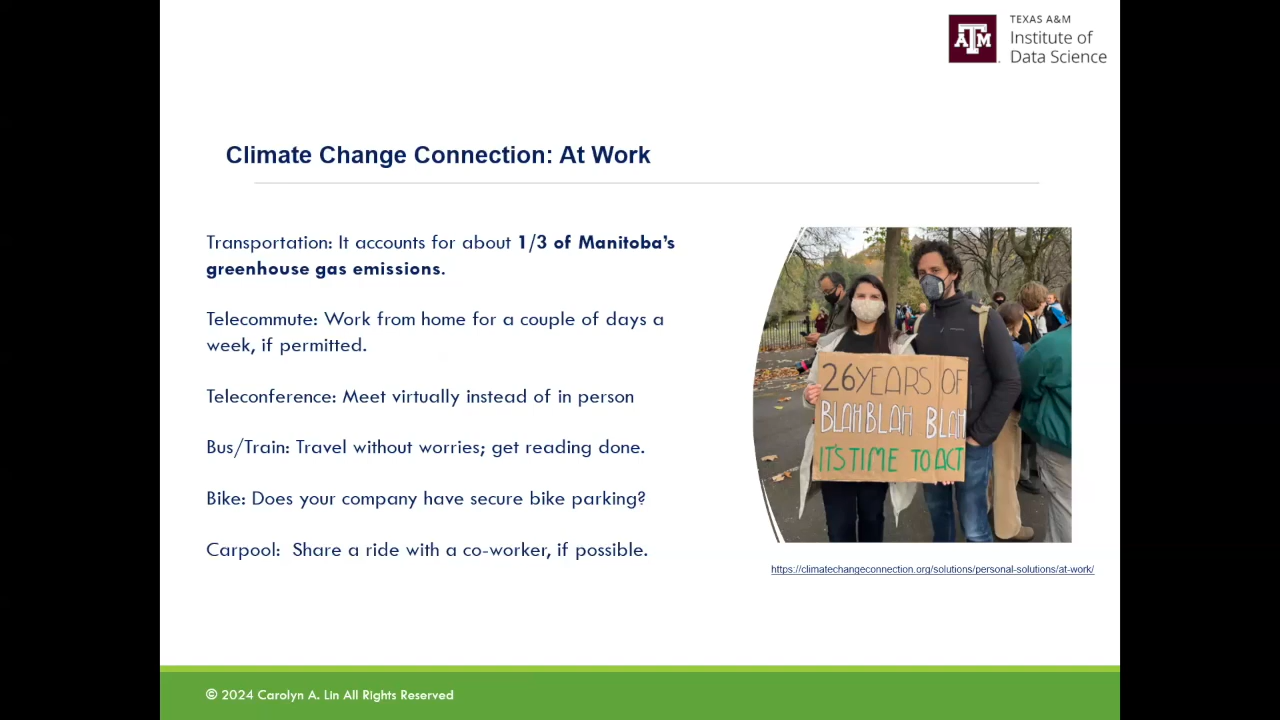 TEXAS A&M
Institute of
Data Science
ATM
Climate Change Connection: At Work
Transportation: It accounts for about 1/3 of Manitoba's
greenhouse gas emissions.
Telecommute: Work from home for a couple of days a
week, if permitted.
Teleconference: Meet virtually instead of in person
Bus/Train: Travel without worries; get reading done.
Bike: Does your company have secure bike parking?
Carpool:  Share a ride with a co-worker, if possible.
26 YEARS OF
BLAH BLAH BLAH
IT'S TIME TO ACT
https://climatechangeconnection.org/solutions/personal-solutions/at-work/
© 2024 Carolyn A. Lin All Rights Reserved